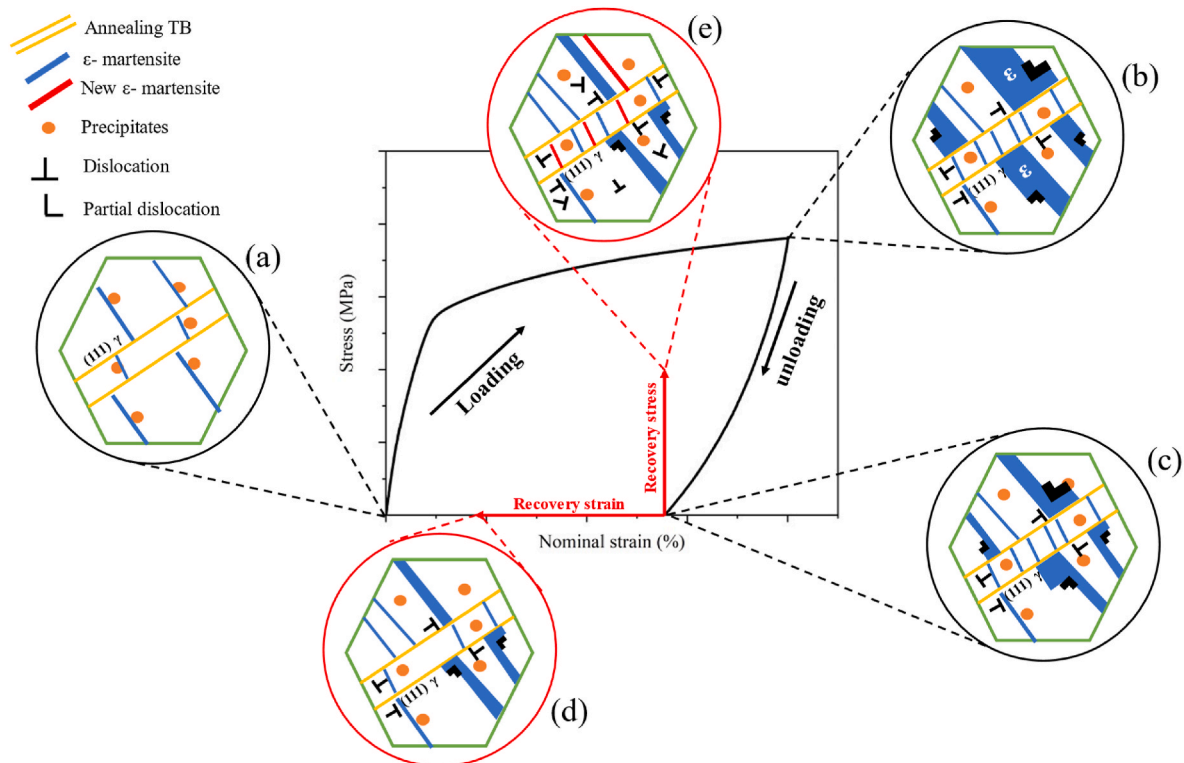 Annealing TB
ε- martensite
New ε- martensite
Precipitates
Dislocation
Partial dislocation
(a)
(111) γ
(e)
(111) γ
(b)
ε
ε
(111) γ
Stress (MPa)
Loading
unloading
Recovery stress
Recovery strain
Nominal strain (%)
(c)
(111) γ
(d)
(111) γ